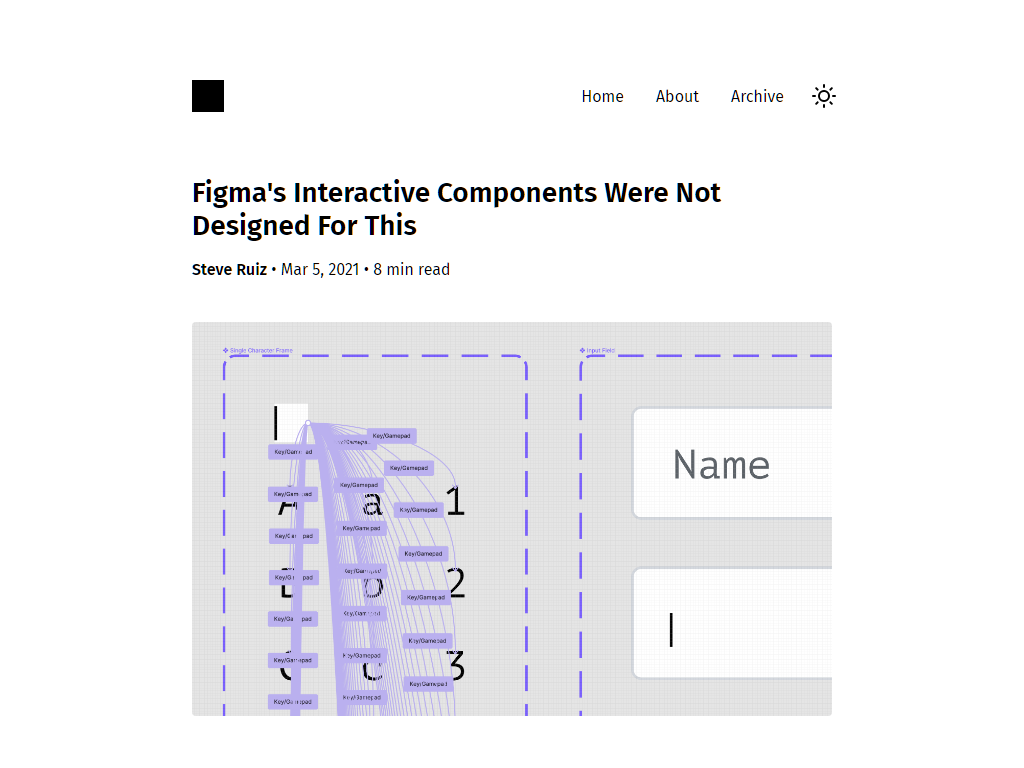 Home About Archive
Figma's Interactive Components Were Not
Designed For This
Steve Ruiz • Mar 5, 2021 • 8 min read
Single Character Frame
Input Field
Key/Gamepad
Key/Gamepad
Key/Gamepad
Name
Key/Gamepad
Key/Gamepad
A a 1
Key/Gamepad
Key/Gamepad
Key/Gamepad
Key/Gamepad
Key/Gamepad
Key/Gamepad
b 2
Key/Gamepad
Key/Gamepad
Key/Gamepad
Key/Gamepad
Key/Gamepad
Key/Gamepad
c 3
Key/Gamepad
Key/Gamepad
Key/Gamepad